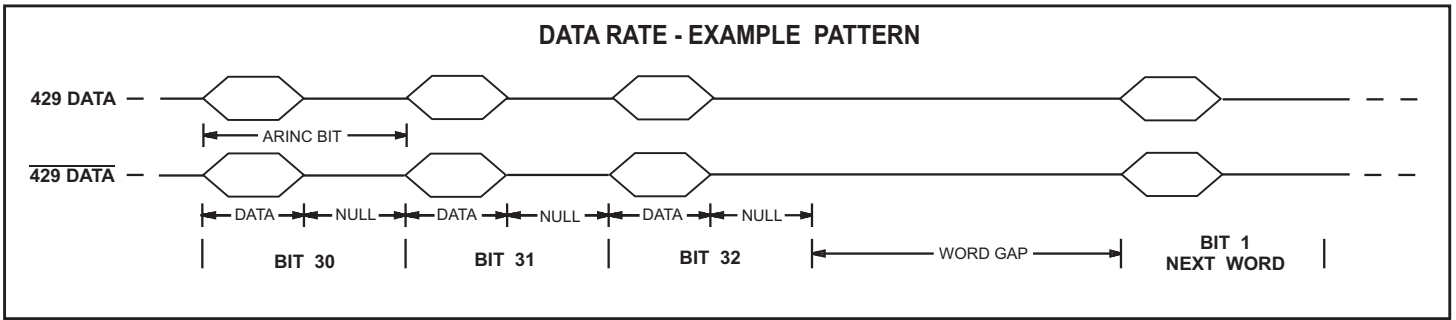 DATA RATE - EXAMPLE PATTERN
429 DATA
ARINC BIT
429 DATA
DATA NULL DATA NULL DATA NULL
BIT 30 BIT 31 BIT 32 WORD GAP BIT 1
NEXT WORD